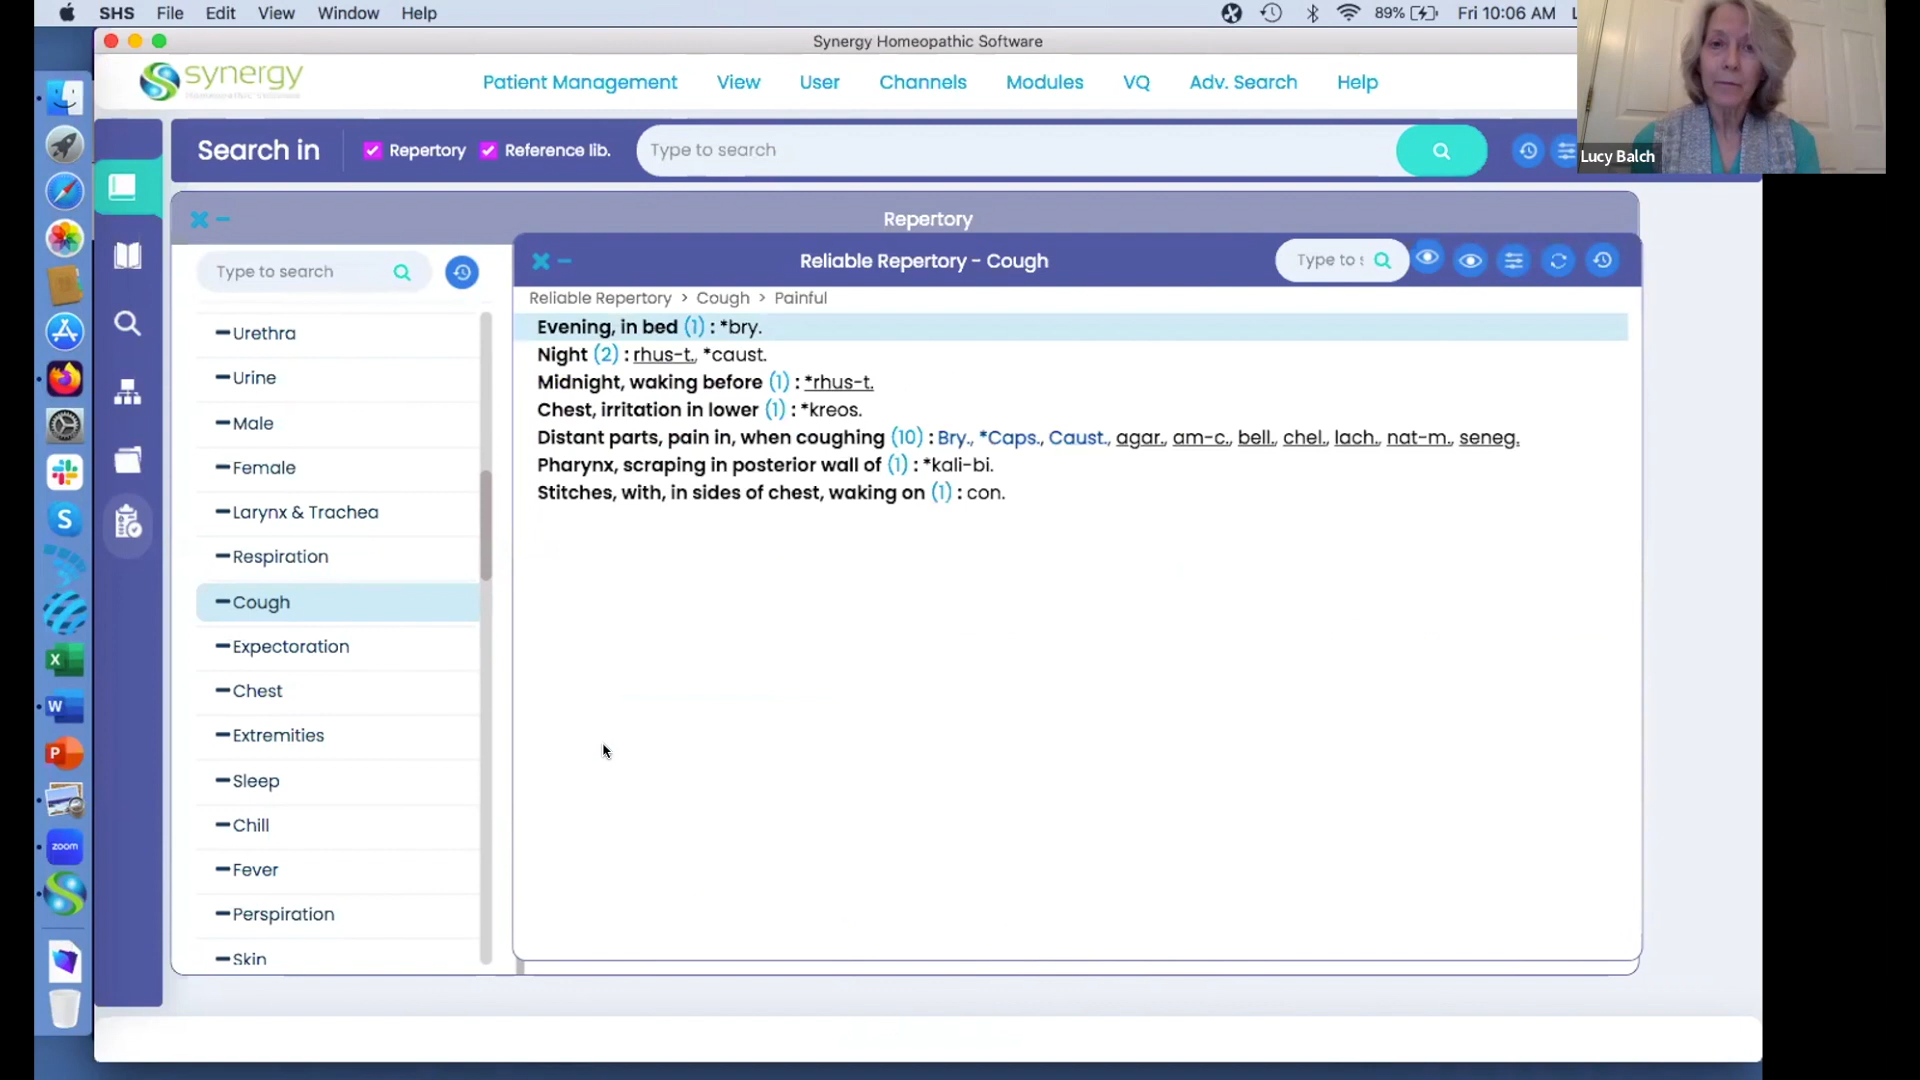 SHS File Edit View Window Help 89% Fri 10:06 AM
Synergy Homeopathic Software
synergy
Patient Management View User Channels Modules VQ Adv. Search Help
Search in Repertory Reference lib. Type to search
Lucy Balch
Repertory
Type to search
Reliable Repertory - Cough
Type to s
Reliable Repertory > Cough > Painful
Evening, in bed (1) : *bry.
Night (2) : rhus-t., *caust.
Midnight, waking before (1) : *rhus-t.
Chest, irritation in lower (1) : *kreos.
Distant parts, pain in, when coughing (10) : Bry., *Caps., Caust., agar., am-c., bell., chel., lach., nat-m., seneg.
Pharynx, scraping in posterior wall of (1) : *kali-bi.
Stitches, with, in sides of chest, waking on (1) : con.
Urethra
Urine
Male
Female
Larynx & Trachea
Respiration
Cough
Expectoration
Chest
Extremities
Sleep
Chill
Fever
Perspiration
Skin
S
X
W
P
zoom